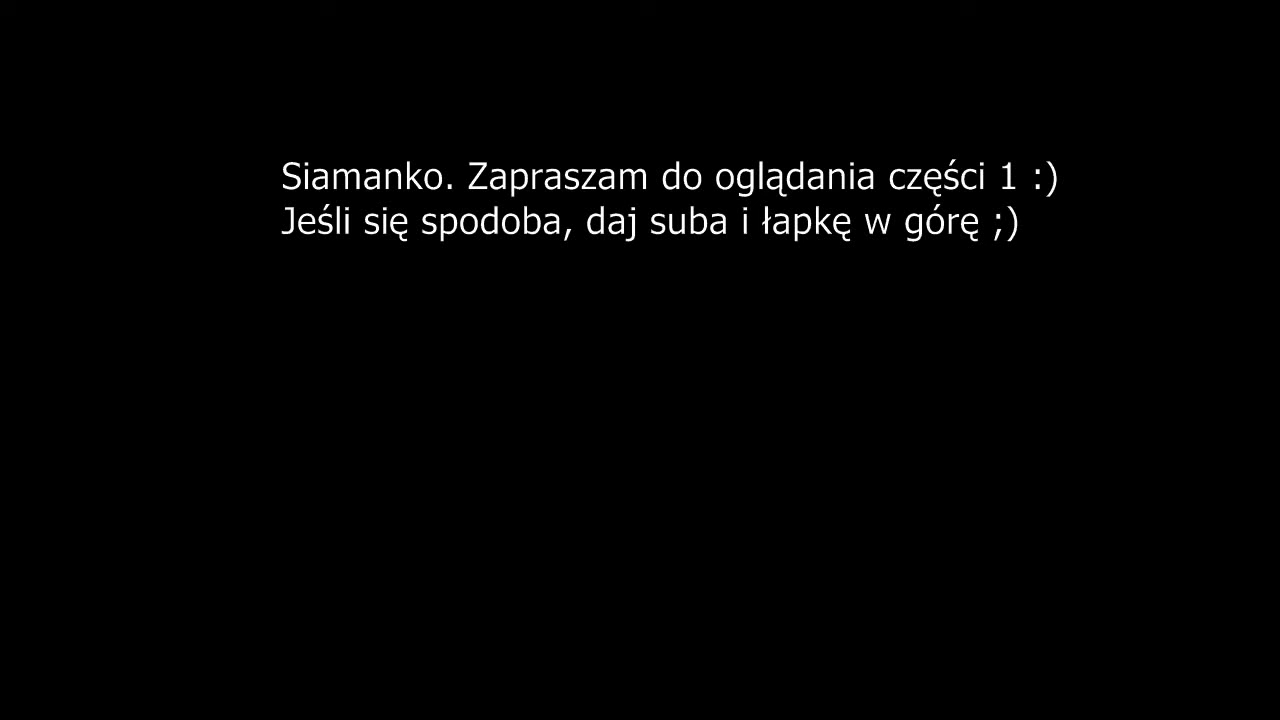 Siamanko. Zapraszam do oglądania części 1 :)
Jeśli się spodoba, daj suba i łapkę w górę ;)